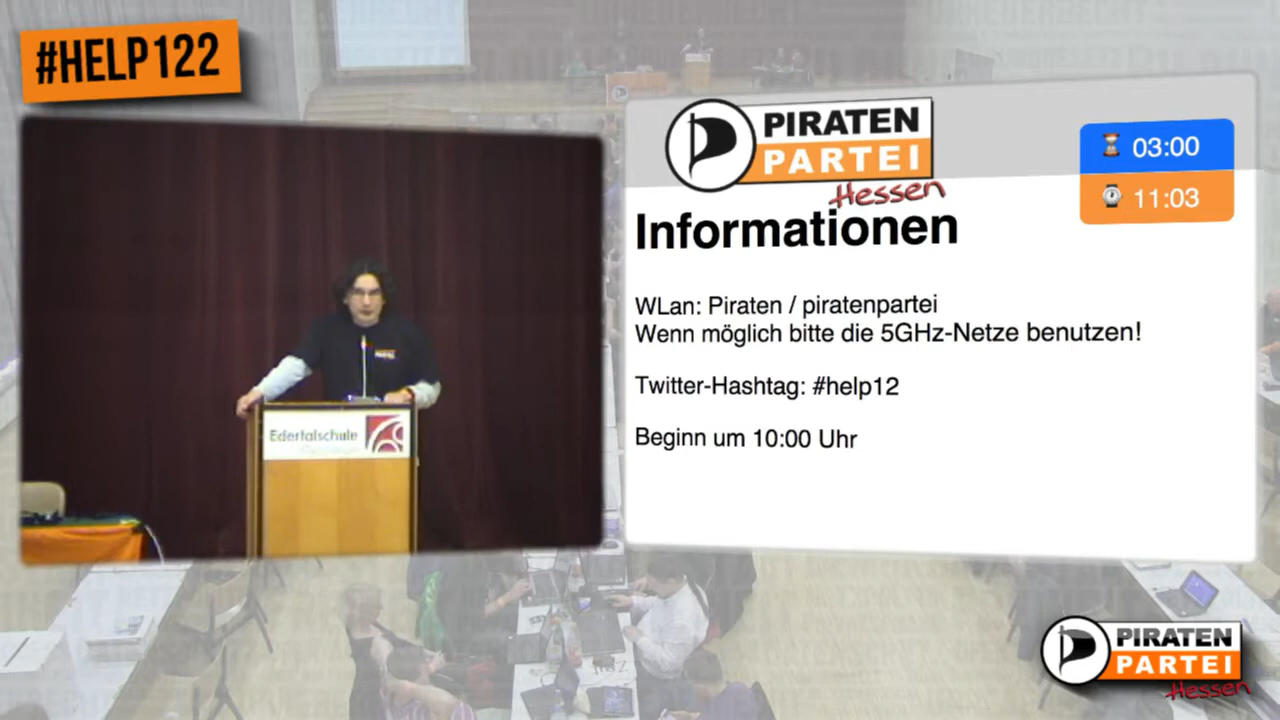 #HELP122
PIRATEN
PARTEI
Hessen
03:00
11:03
Informationen
WLan: Piraten / piratenpartei
Wenn möglich bitte die 5GHz-Netze benutzen!
Twitter-Hashtag: #help12
Beginn um 10:00 Uhr
Edertalschule
PIRATEN
PARTEI
Hessen